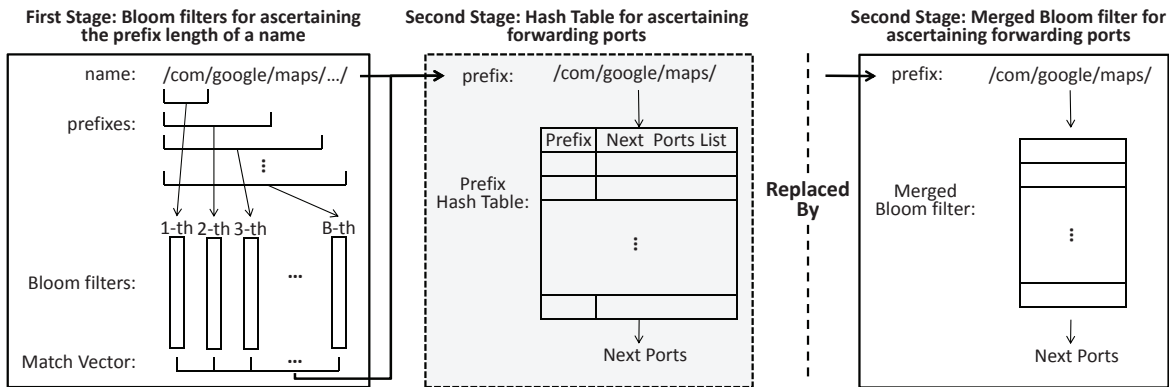 First Stage: Bloom filters for ascertaining
the prefix length of a name
name: /com/google/maps/.../
prefixes:
...
1-th 2-th 3-th B-th
Bloom filters: ...
Match Vector: ...
Second Stage: Hash Table for ascertaining
forwarding ports
prefix: /com/google/maps/
Prefix Next Ports List
Prefix
Hash Table:
...
Next Ports
Replaced
By
Second Stage: Merged Bloom filter for
ascertaining forwarding ports
prefix: /com/google/maps/
Merged
Bloom filter:
...
Next Ports